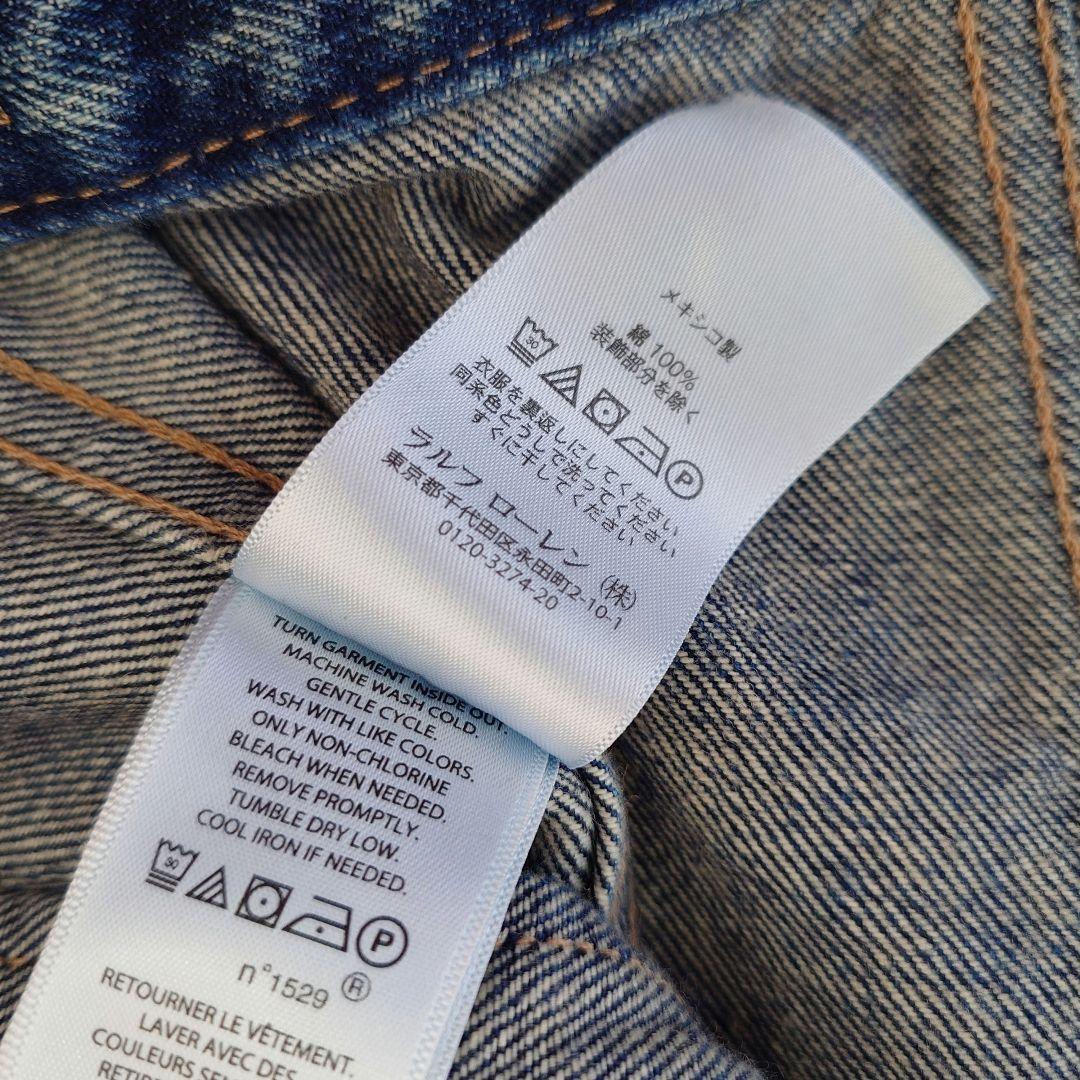 メキシコ製
綿 100%
装飾部分を除く
30
P
衣服を裏返しにしてください
同系色どうしで洗ってください
すぐに干してください
ラルフ ローレン (株)
東京都千代田区永田町2-10-1
0120-3274-20
TURN GARMENT INSIDE OUT.
MACHINE WASH COLD.
GENTLE CYCLE.
WASH WITH LIKE COLORS.
ONLY NON-CHLORINE
BLEACH WHEN NEEDED.
REMOVE PROMPTLY.
TUMBLE DRY LOW.
COOL IRON IF NEEDED.
30
P
n°1529 ®
RETOURNER LE VÊTEMENT.
LAVER AVEC DES
COULEURS SE
RETI